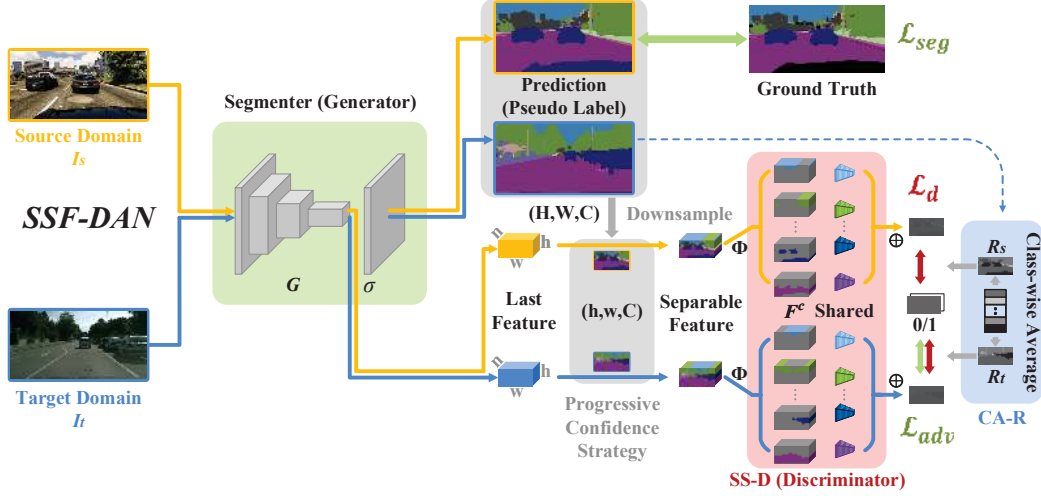 Source Domain
Is
SSF-DAN
Target Domain
It
Segmenter (Generator)
G
σ
Prediction
(Pseudo Label)
Ground Truth
ℒseg
(H,W,C)
Downsample
n
h
w
Last
Feature
n
h
w
(h,w,C)
Progressive
Confidence
Strategy
Separable
Feature
Φ
Φ
F^c Shared
SS-D (Discriminator)
ℒd
⊕
0/1
⊕
ℒadv
Rs
Rt
Class-wise Average
CA-R